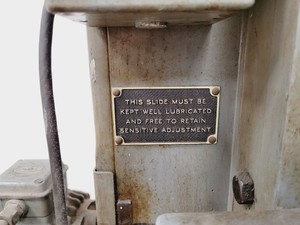 THIS SLIDE MUST BE
KEPT WELL LUBRICATED
AND FREE TO RETAIN
SENSITIVE ADJUSTMENT